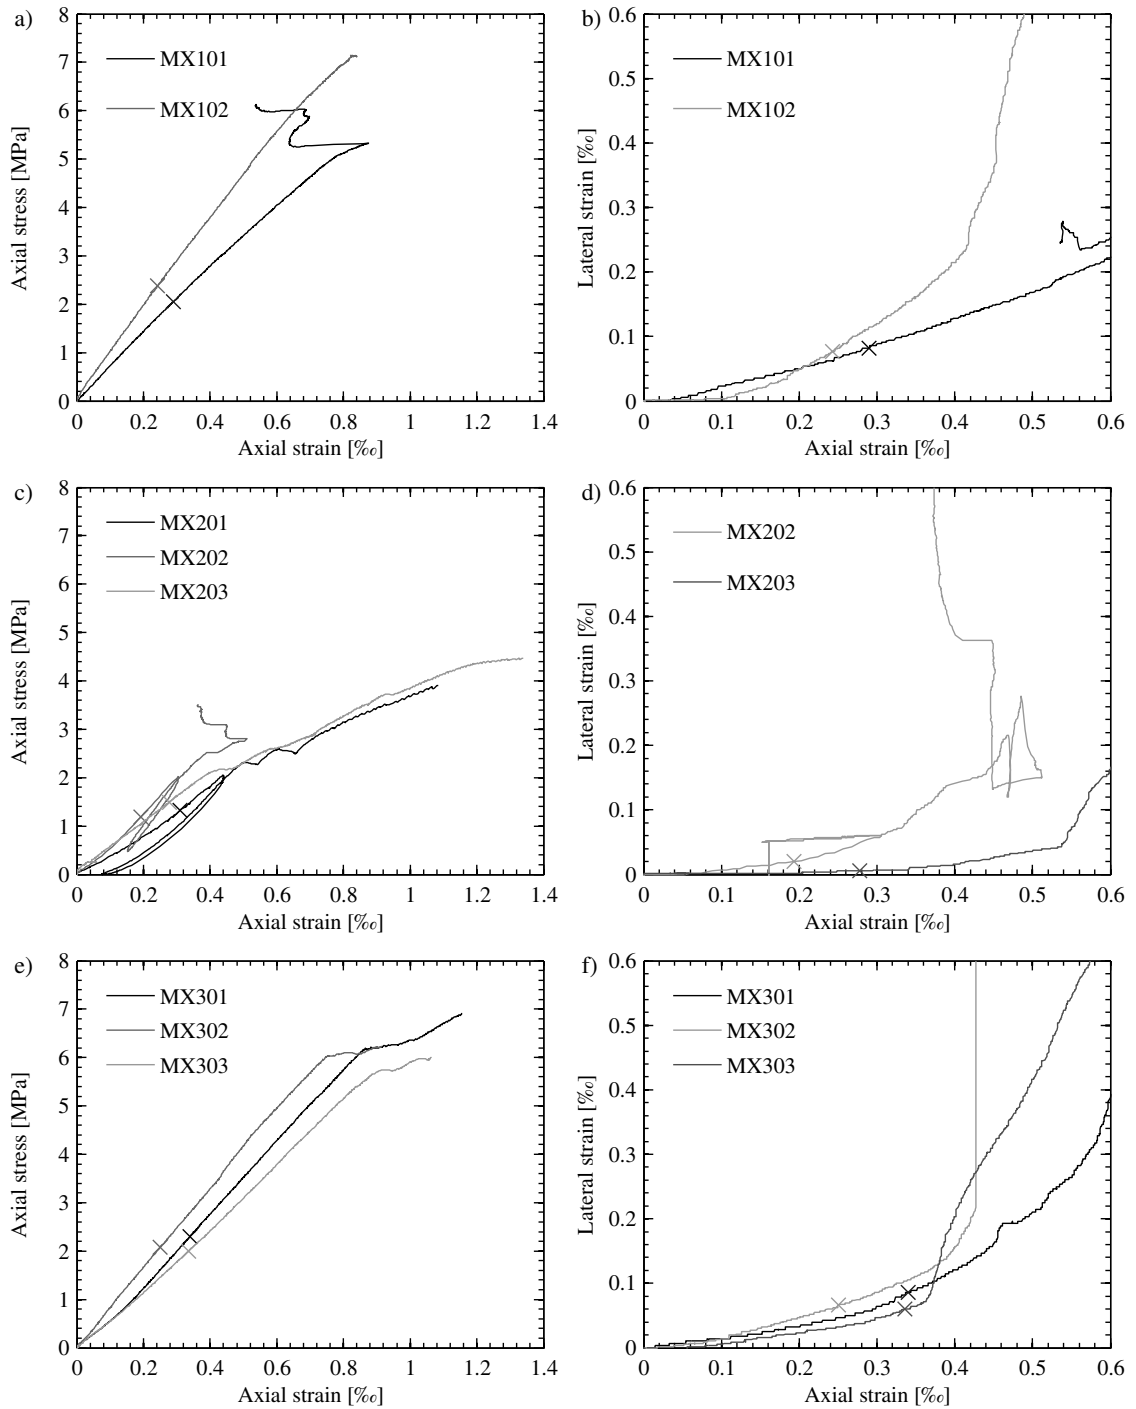 a)
8
7
6
5
4
3
2
1
0
Axial stress [MPa]
MX101
MX102
0 0.2 0.4 0.6 0.8 1 1.2 1.4
Axial strain [‰]
b)
0.6
0.5
0.4
0.3
0.2
0.1
0
Lateral strain [‰]
MX101
MX102
0 0.1 0.2 0.3 0.4 0.5 0.6
Axial strain [‰]
c)
8
7
6
5
4
3
2
1
0
Axial stress [MPa]
MX201
MX202
MX203
0 0.2 0.4 0.6 0.8 1 1.2 1.4
Axial strain [‰]
d)
0.6
0.5
0.4
0.3
0.2
0.1
0
Lateral strain [‰]
MX202
MX203
0 0.1 0.2 0.3 0.4 0.5 0.6
Axial strain [‰]
e)
8
7
6
5
4
3
2
1
0
Axial stress [MPa]
MX301
MX302
MX303
0 0.2 0.4 0.6 0.8 1 1.2 1.4
Axial strain [‰]
f)
0.6
0.5
0.4
0.3
0.2
0.1
0
Lateral strain [‰]
MX301
MX302
MX303
0 0.1 0.2 0.3 0.4 0.5 0.6
Axial strain [‰]